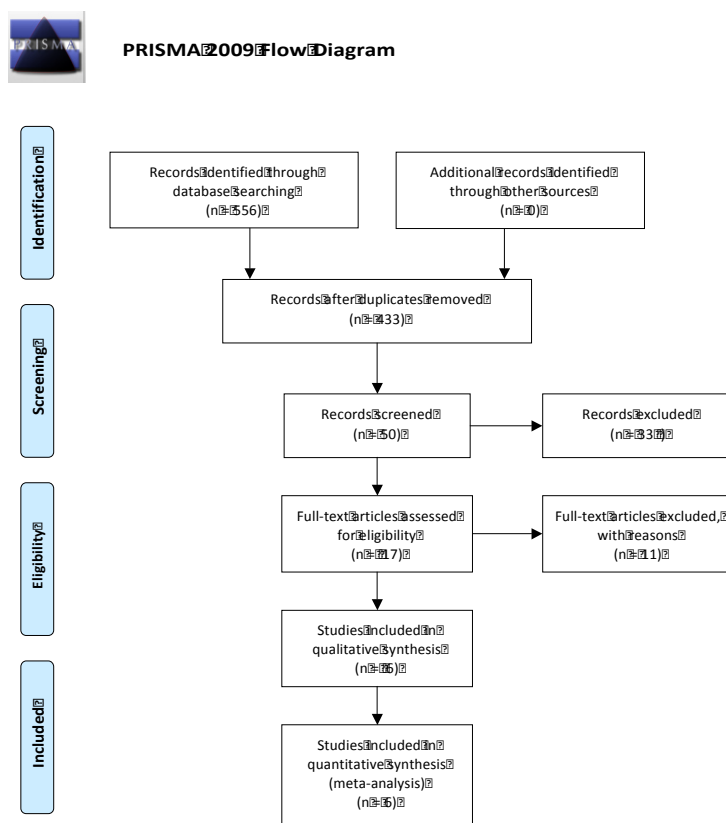 PRISMA
PRISMA 2009 Flow Diagram
Identification
Records identified through
database searching
(n = 556)
Additional records identified
through other sources
(n = 0)
Records after duplicates removed
(n = 433)
Screening
Records screened
(n = 50)
Records excluded
(n = 33 )
Eligibility
Full-text articles assessed
for eligibility
(n = 17)
Full-text articles excluded,
with reasons
(n = 11)
Studies included in
qualitative synthesis
(n = 6)
Included
Studies included in
quantitative synthesis
(meta-analysis)
(n = 6)